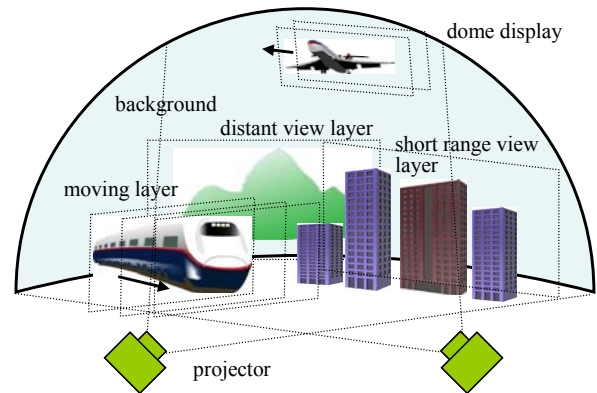 dome display
background
distant view layer
short range view
layer
moving layer
projector